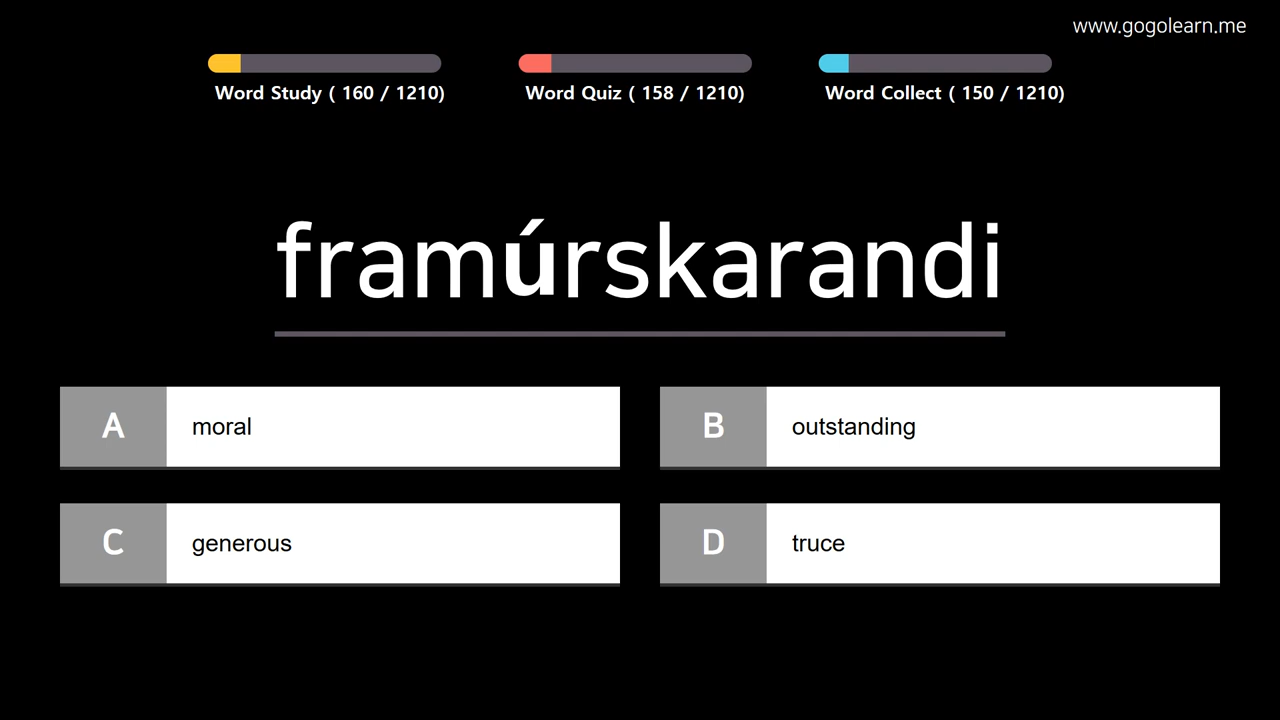 www.gogolearn.me
Word Study ( 160 / 1210)
Word Quiz ( 158 / 1210)
Word Collect ( 150 / 1210)
framúrskarandi
A moral
B outstanding
C generous
D truce